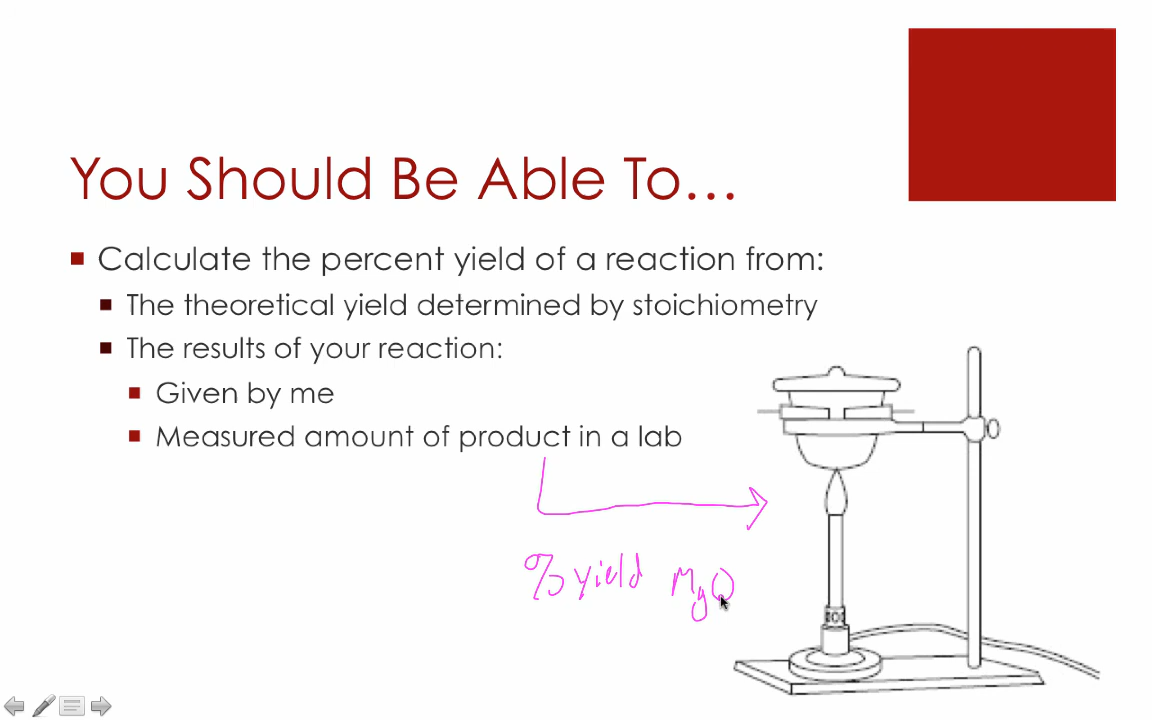 You Should Be Able To...
Calculate the percent yield of a reaction from:
The theoretical yield determined by stoichiometry
The results of your reaction:
Given by me
Measured amount of product in a lab
% yield MgO